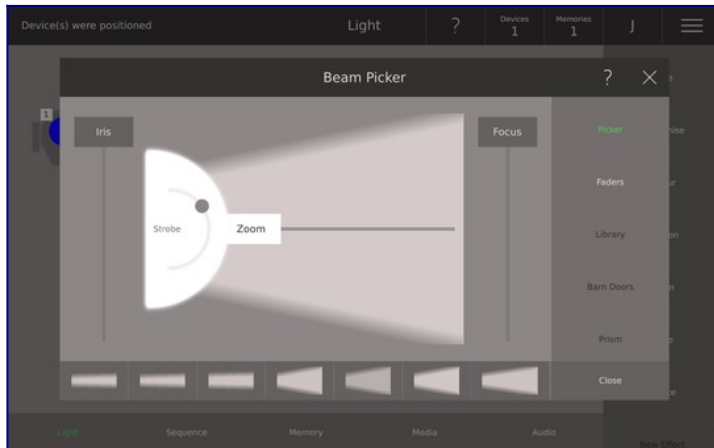 Device(s) were positioned
Light
?
Devices
1
Memories
1
J
Beam Picker
?
1
Iris
Focus
Picker
Faders
Strobe
Zoom
Library
Barn Doors
Prism
Close
Light
Sequence
Memory
Media
Audio
New Effect